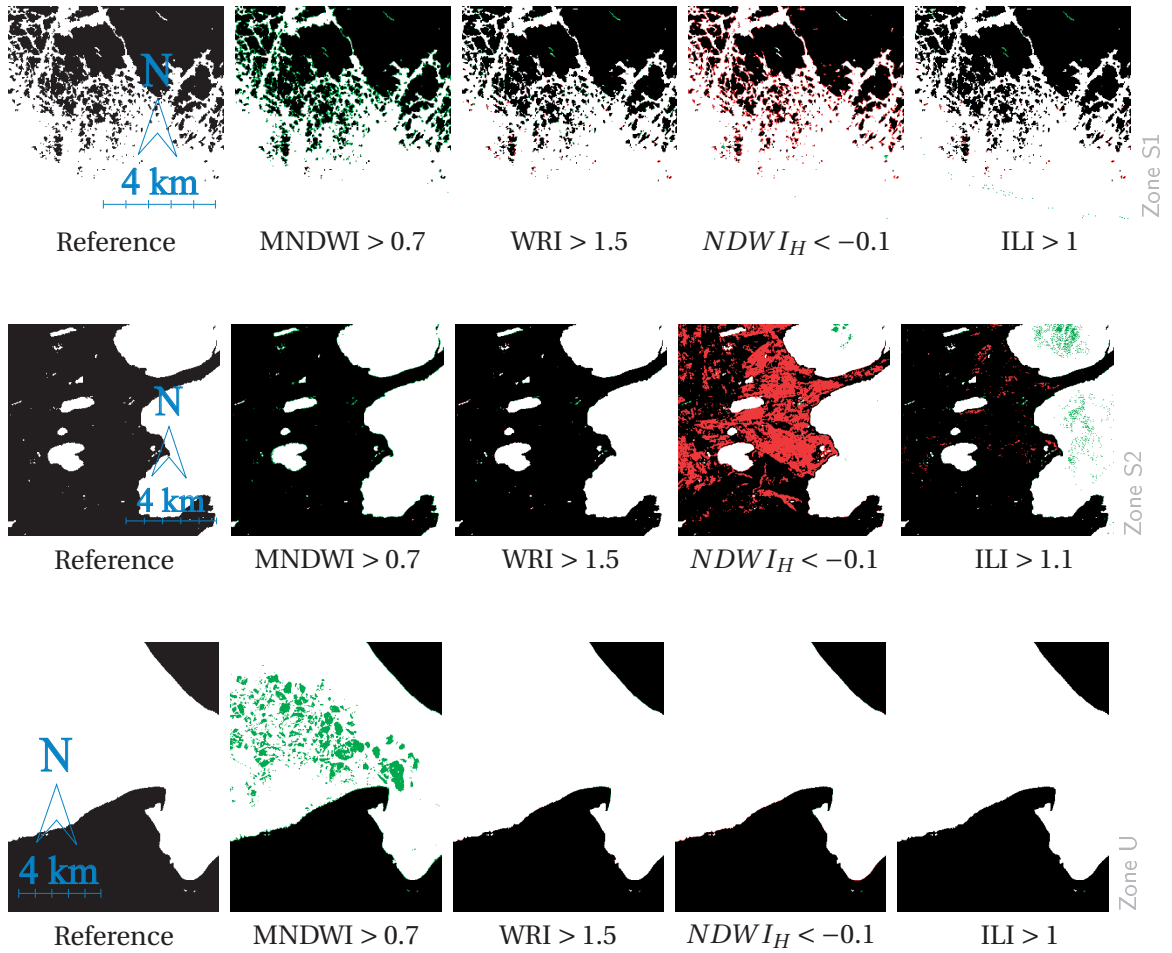 N
4 km
Zone S1
Reference MNDWI > 0.7 WRI > 1.5 NDWI_H < −0.1 ILI > 1
N
4 km
Zone S2
Reference MNDWI > 0.7 WRI > 1.5 NDWI_H < −0.1 ILI > 1.1
N
4 km
Zone U
Reference MNDWI > 0.7 WRI > 1.5 NDWI_H < −0.1 ILI > 1